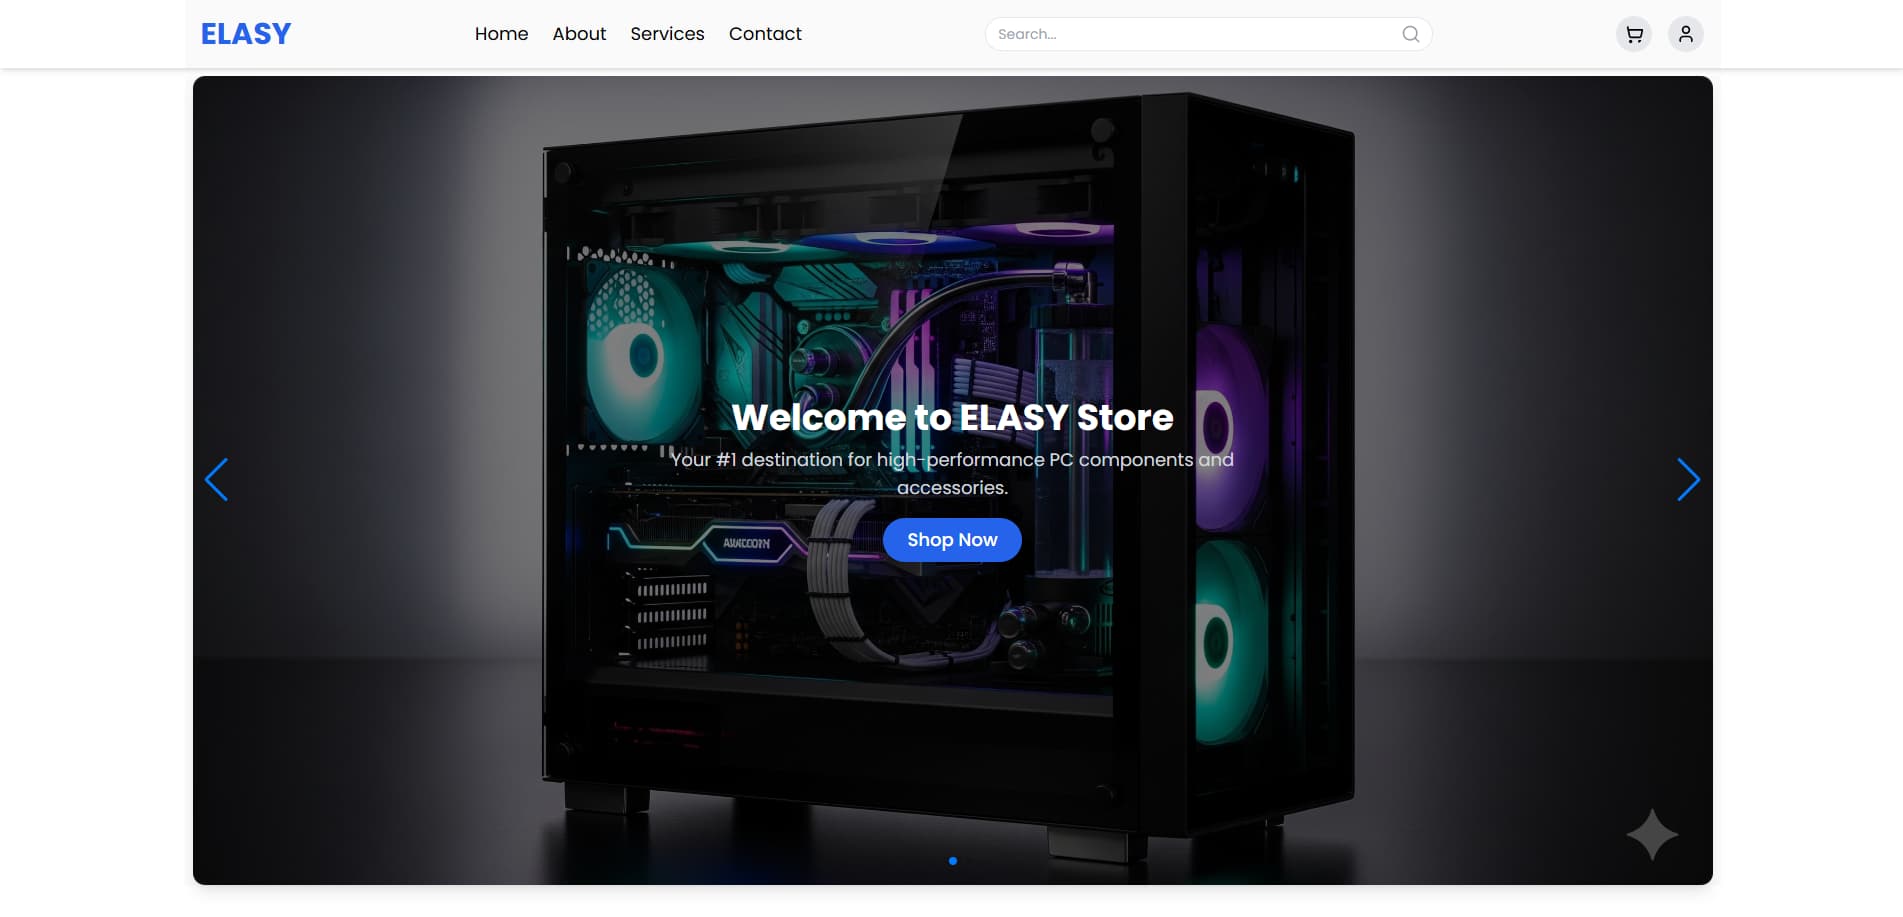 ELASY
Home
About
Services
Contact
Search...
Welcome to ELASY Store
Your #1 destination for high-performance PC components and
accessories.
Shop Now